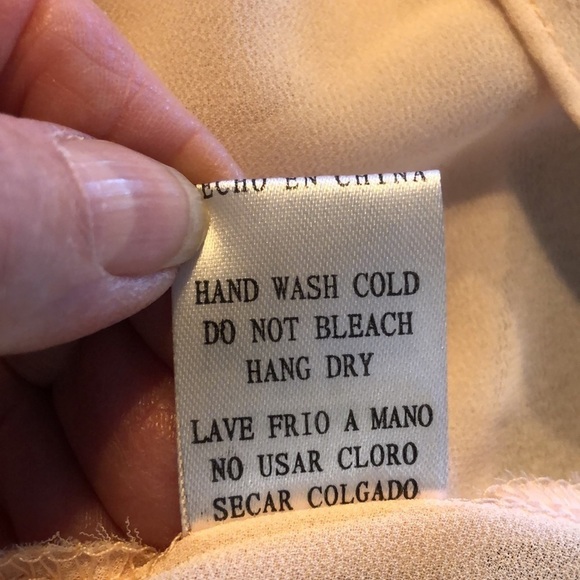 ECHO EN CHINA
HAND WASH COLD
DO NOT BLEACH
HANG DRY
LAVE FRIO A MANO
NO USAR CLORO
SECAR COLGADO